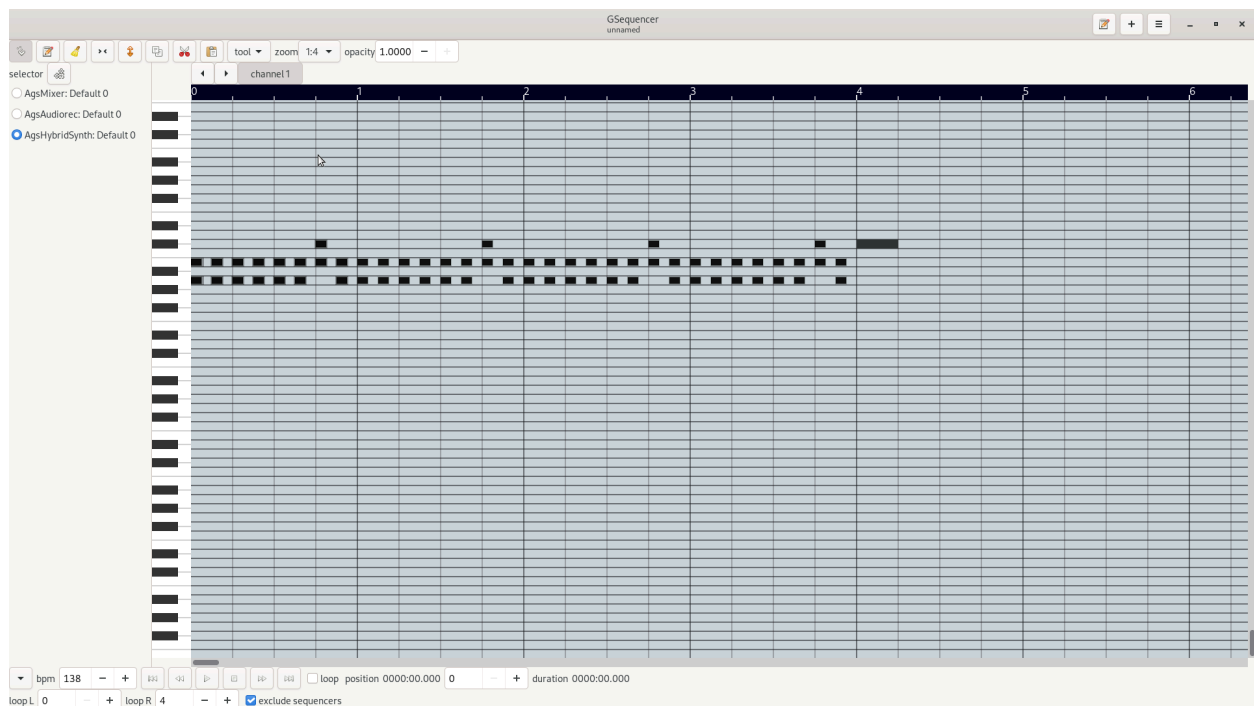 GSequencer
unnamed
tool zoom 1:4 opacity 1.0000
selector
channel 1
AgsMixer: Default 0
AgsAudiorec: Default 0
AgsHybridSynth: Default 0
0 1 2 3 4 5 6
bpm 138 loop position 0000:00.000 0 duration 0000:00.000
loop L 0 loop R 4 exclude sequencers